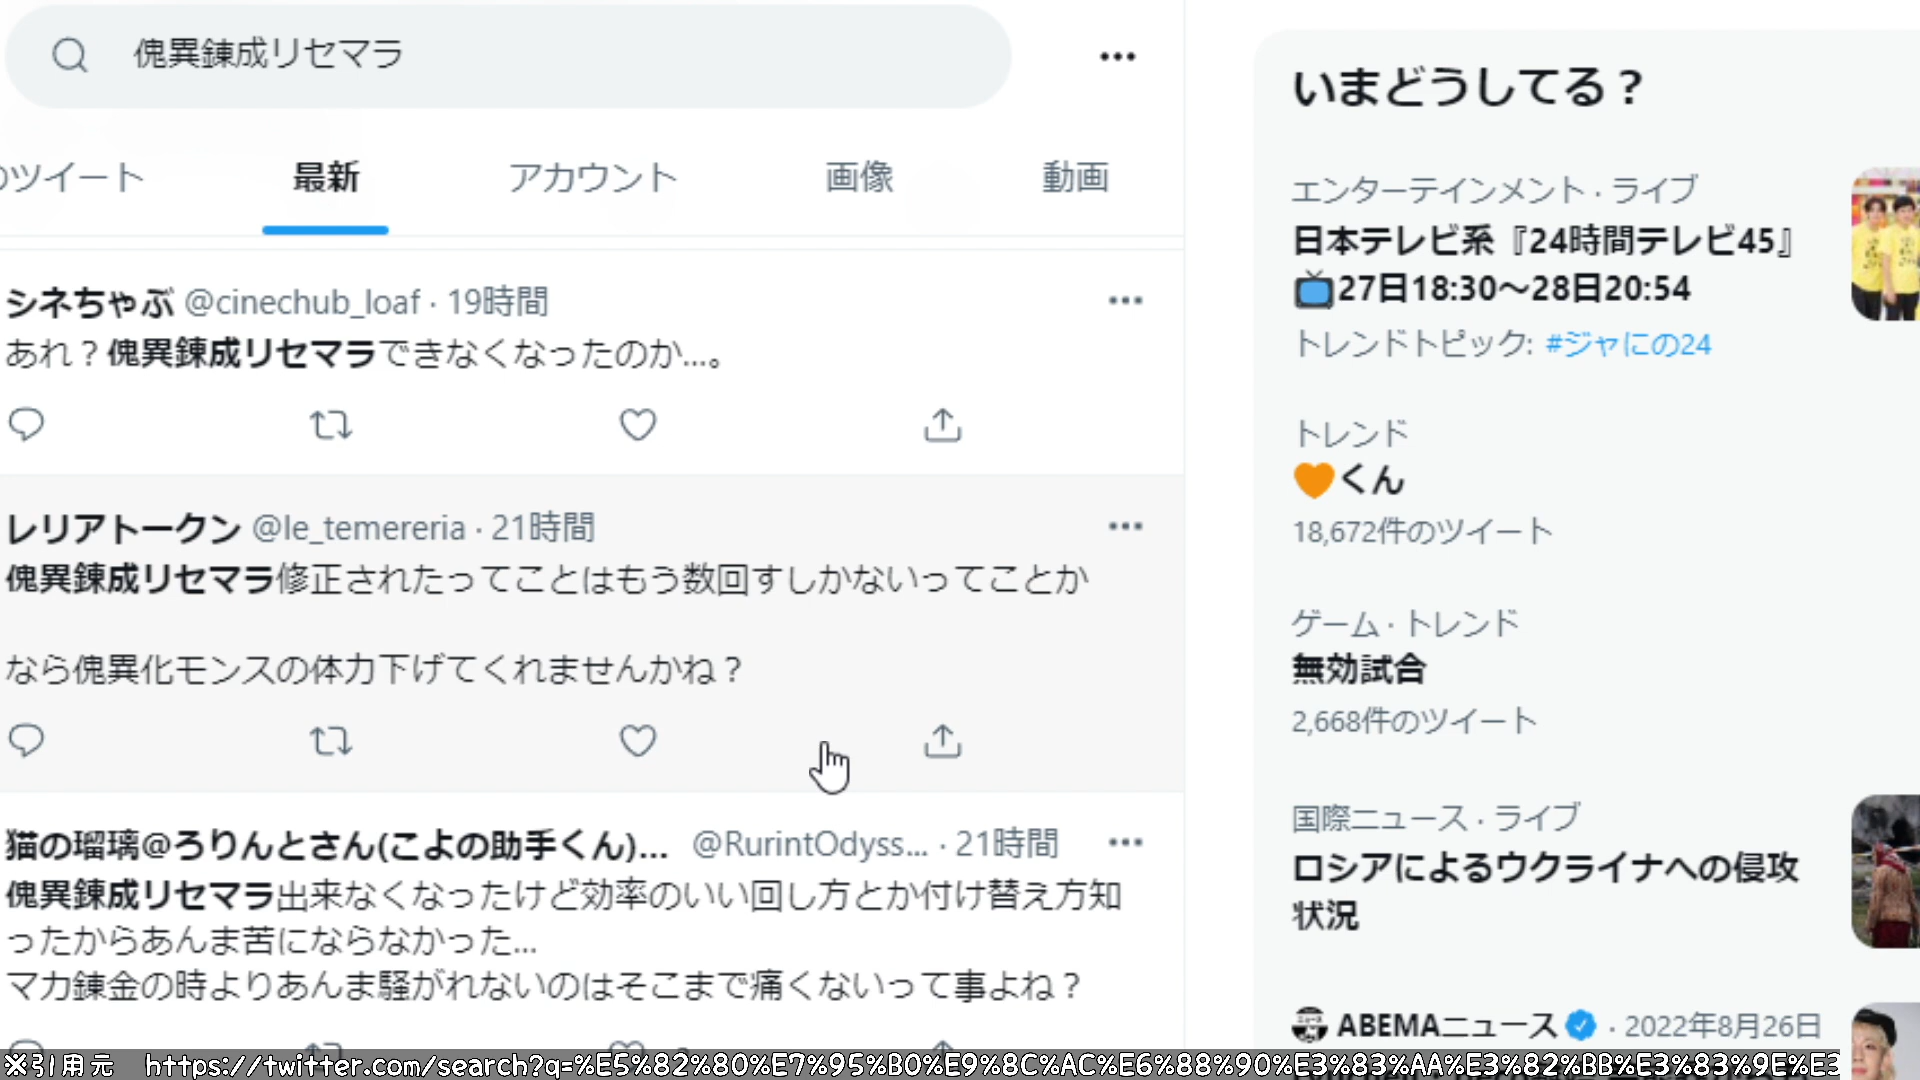 傀異錬成リセマラ
のツイート 最新 アカウント 画像 動画
シネちゃぶ @cinechub_loaf · 19時間
あれ？傀異錬成リセマラできなくなったのか…。
レリアトークン @le_temereria · 21時間
傀異錬成リセマラ修正されたってことはもう数回すしかないってことか
なら傀異化モンスの体力下げてくれませんかね？
猫の瑠璃@ろりんとさん(こよの助手くん)... @RurintOdyss... · 21時間
傀異錬成リセマラ出来なくなったけど効率のいい回し方とか付け替え方知
ったからあんま苦にならなかった...
マカ錬金の時よりあんま騒がれないのはそこまで痛くないって事よね？
いまどうしてる？
エンターテインメント · ライブ
日本テレビ系『24時間テレビ45』
📺27日18:30〜28日20:54
トレンドトピック: #ジャにの24
トレンド
🧡くん
18,672件のツイート
ゲーム · トレンド
無効試合
2,668件のツイート
国際ニュース · ライブ
ロシアによるウクライナへの侵攻
状況
ABEMAニュース · 2022年8月26日
※引用元 https://twitter.com/search?q=%E5%82%80%E7%95%B0%E9%8C%AC%E6%88%90%E3%83%AA%E3%82%BB%E3%83%9E%E3